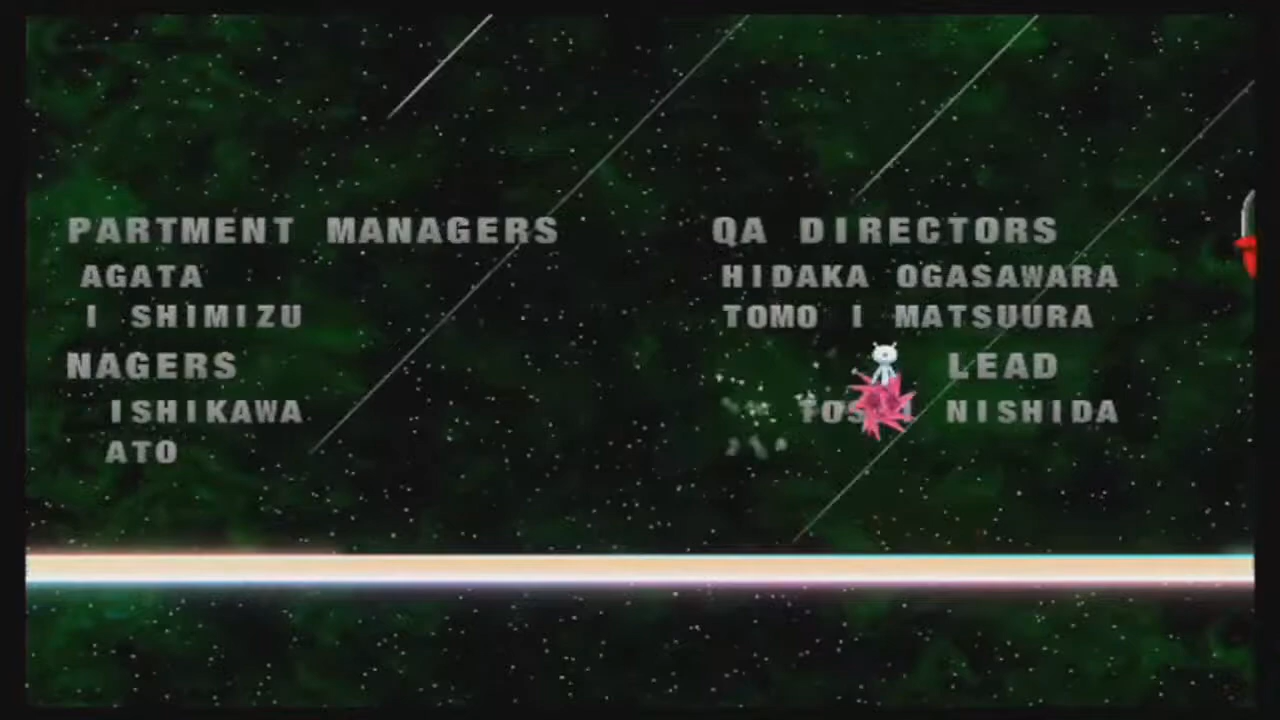 PARTMENT MANAGERS
AGATA
I SHIMIZU
NAGERS
ISHIKAWA
ATO
QA DIRECTORS
HIDAKA OGASAWARA
TOMO I MATSUURA
LEAD
NISHIDA